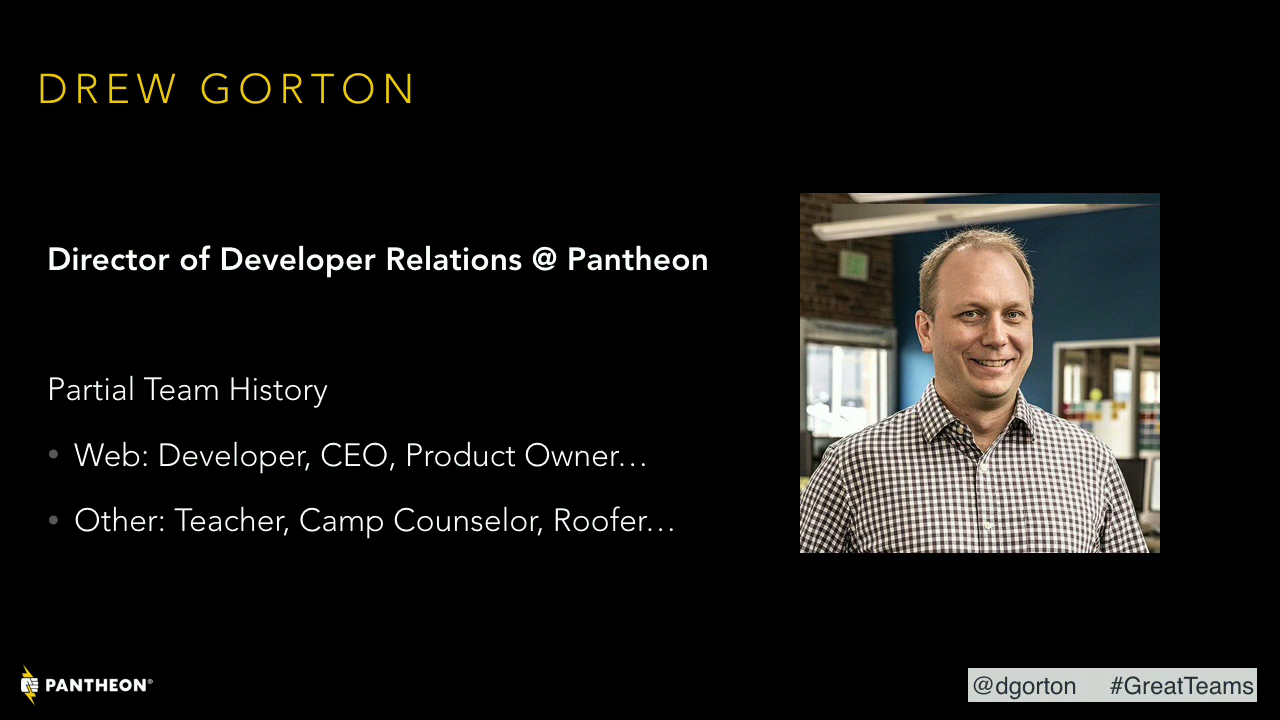 DREW GORTON
Director of Developer Relations @ Pantheon
Partial Team History
• Web: Developer, CEO, Product Owner…
• Other: Teacher, Camp Counselor, Roofer…
PANTHEON®
@dgorton #GreatTeams